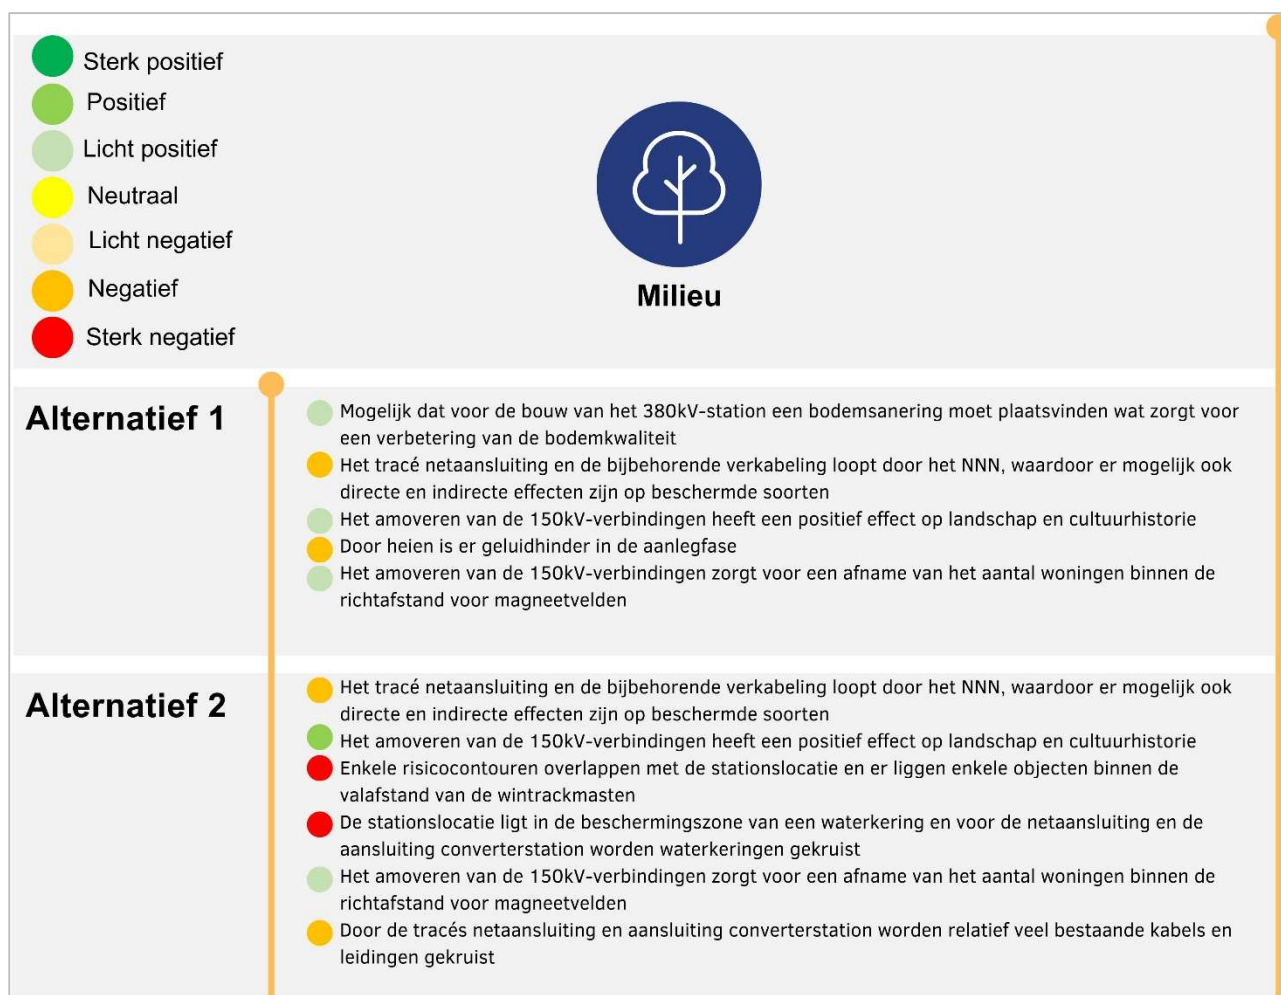 Sterk positief
Positief
Licht positief
Neutraal
Licht negatief
Negatief
Sterk negatief
Milieu
Alternatief 1
Mogelijk dat voor de bouw van het 380kV-station een bodemsanering moet plaatsvinden wat zorgt voor
een verbetering van de bodemkwaliteit
Het tracé netaansluiting en de bijbehorende verkabeling loopt door het NNN, waardoor er mogelijk ook
directe en indirecte effecten zijn op beschermde soorten
Het amoveren van de 150kV-verbindingen heeft een positief effect op landschap en cultuurhistorie
Door heien is er geluidhinder in de aanlegfase
Het amoveren van de 150kV-verbindingen zorgt voor een afname van het aantal woningen binnen de
richtafstand voor magneetvelden
Alternatief 2
Het tracé netaansluiting en de bijbehorende verkabeling loopt door het NNN, waardoor er mogelijk ook
directe en indirecte effecten zijn op beschermde soorten
Het amoveren van de 150kV-verbindingen heeft een positief effect op landschap en cultuurhistorie
Enkele risicocontouren overlappen met de stationslocatie en er liggen enkele objecten binnen de
valafstand van de wintrackmasten
De stationslocatie ligt in de beschermingszone van een waterkering en voor de netaansluiting en de
aansluiting converterstation worden waterkeringen gekruist
Het amoveren van de 150kV-verbindingen zorgt voor een afname van het aantal woningen binnen de
richtafstand voor magneetvelden
Door de tracés netaansluiting en aansluiting converterstation worden relatief veel bestaande kabels en
leidingen gekruist